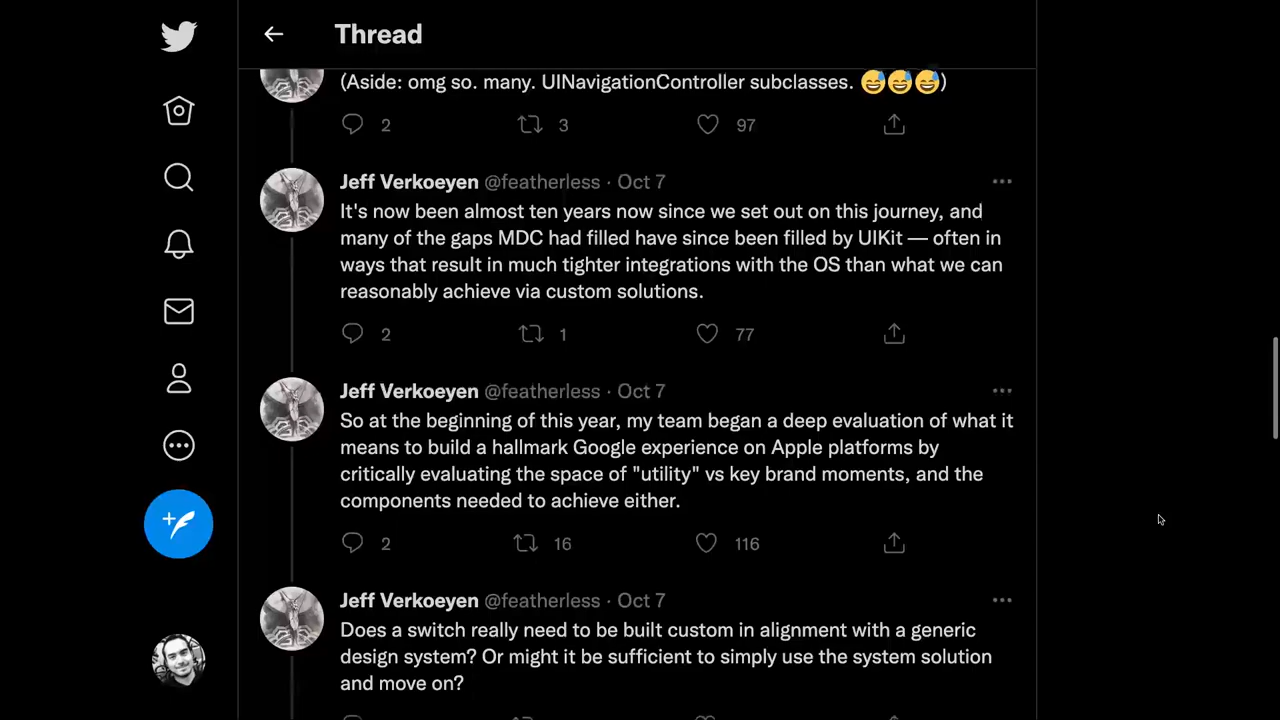 Thread
(Aside: omg so. many. UINavigationController subclasses. 😅😅😅)
2 3 97
Jeff Verkoeyen @featherless · Oct 7
It's now been almost ten years now since we set out on this journey, and
many of the gaps MDC had filled have since been filled by UIKit — often in
ways that result in much tighter integrations with the OS than what we can
reasonably achieve via custom solutions.
2 1 77
Jeff Verkoeyen @featherless · Oct 7
So at the beginning of this year, my team began a deep evaluation of what it
means to build a hallmark Google experience on Apple platforms by
critically evaluating the space of "utility" vs key brand moments, and the
components needed to achieve either.
2 16 116
Jeff Verkoeyen @featherless · Oct 7
Does a switch really need to be built custom in alignment with a generic
design system? Or might it be sufficient to simply use the system solution
and move on?